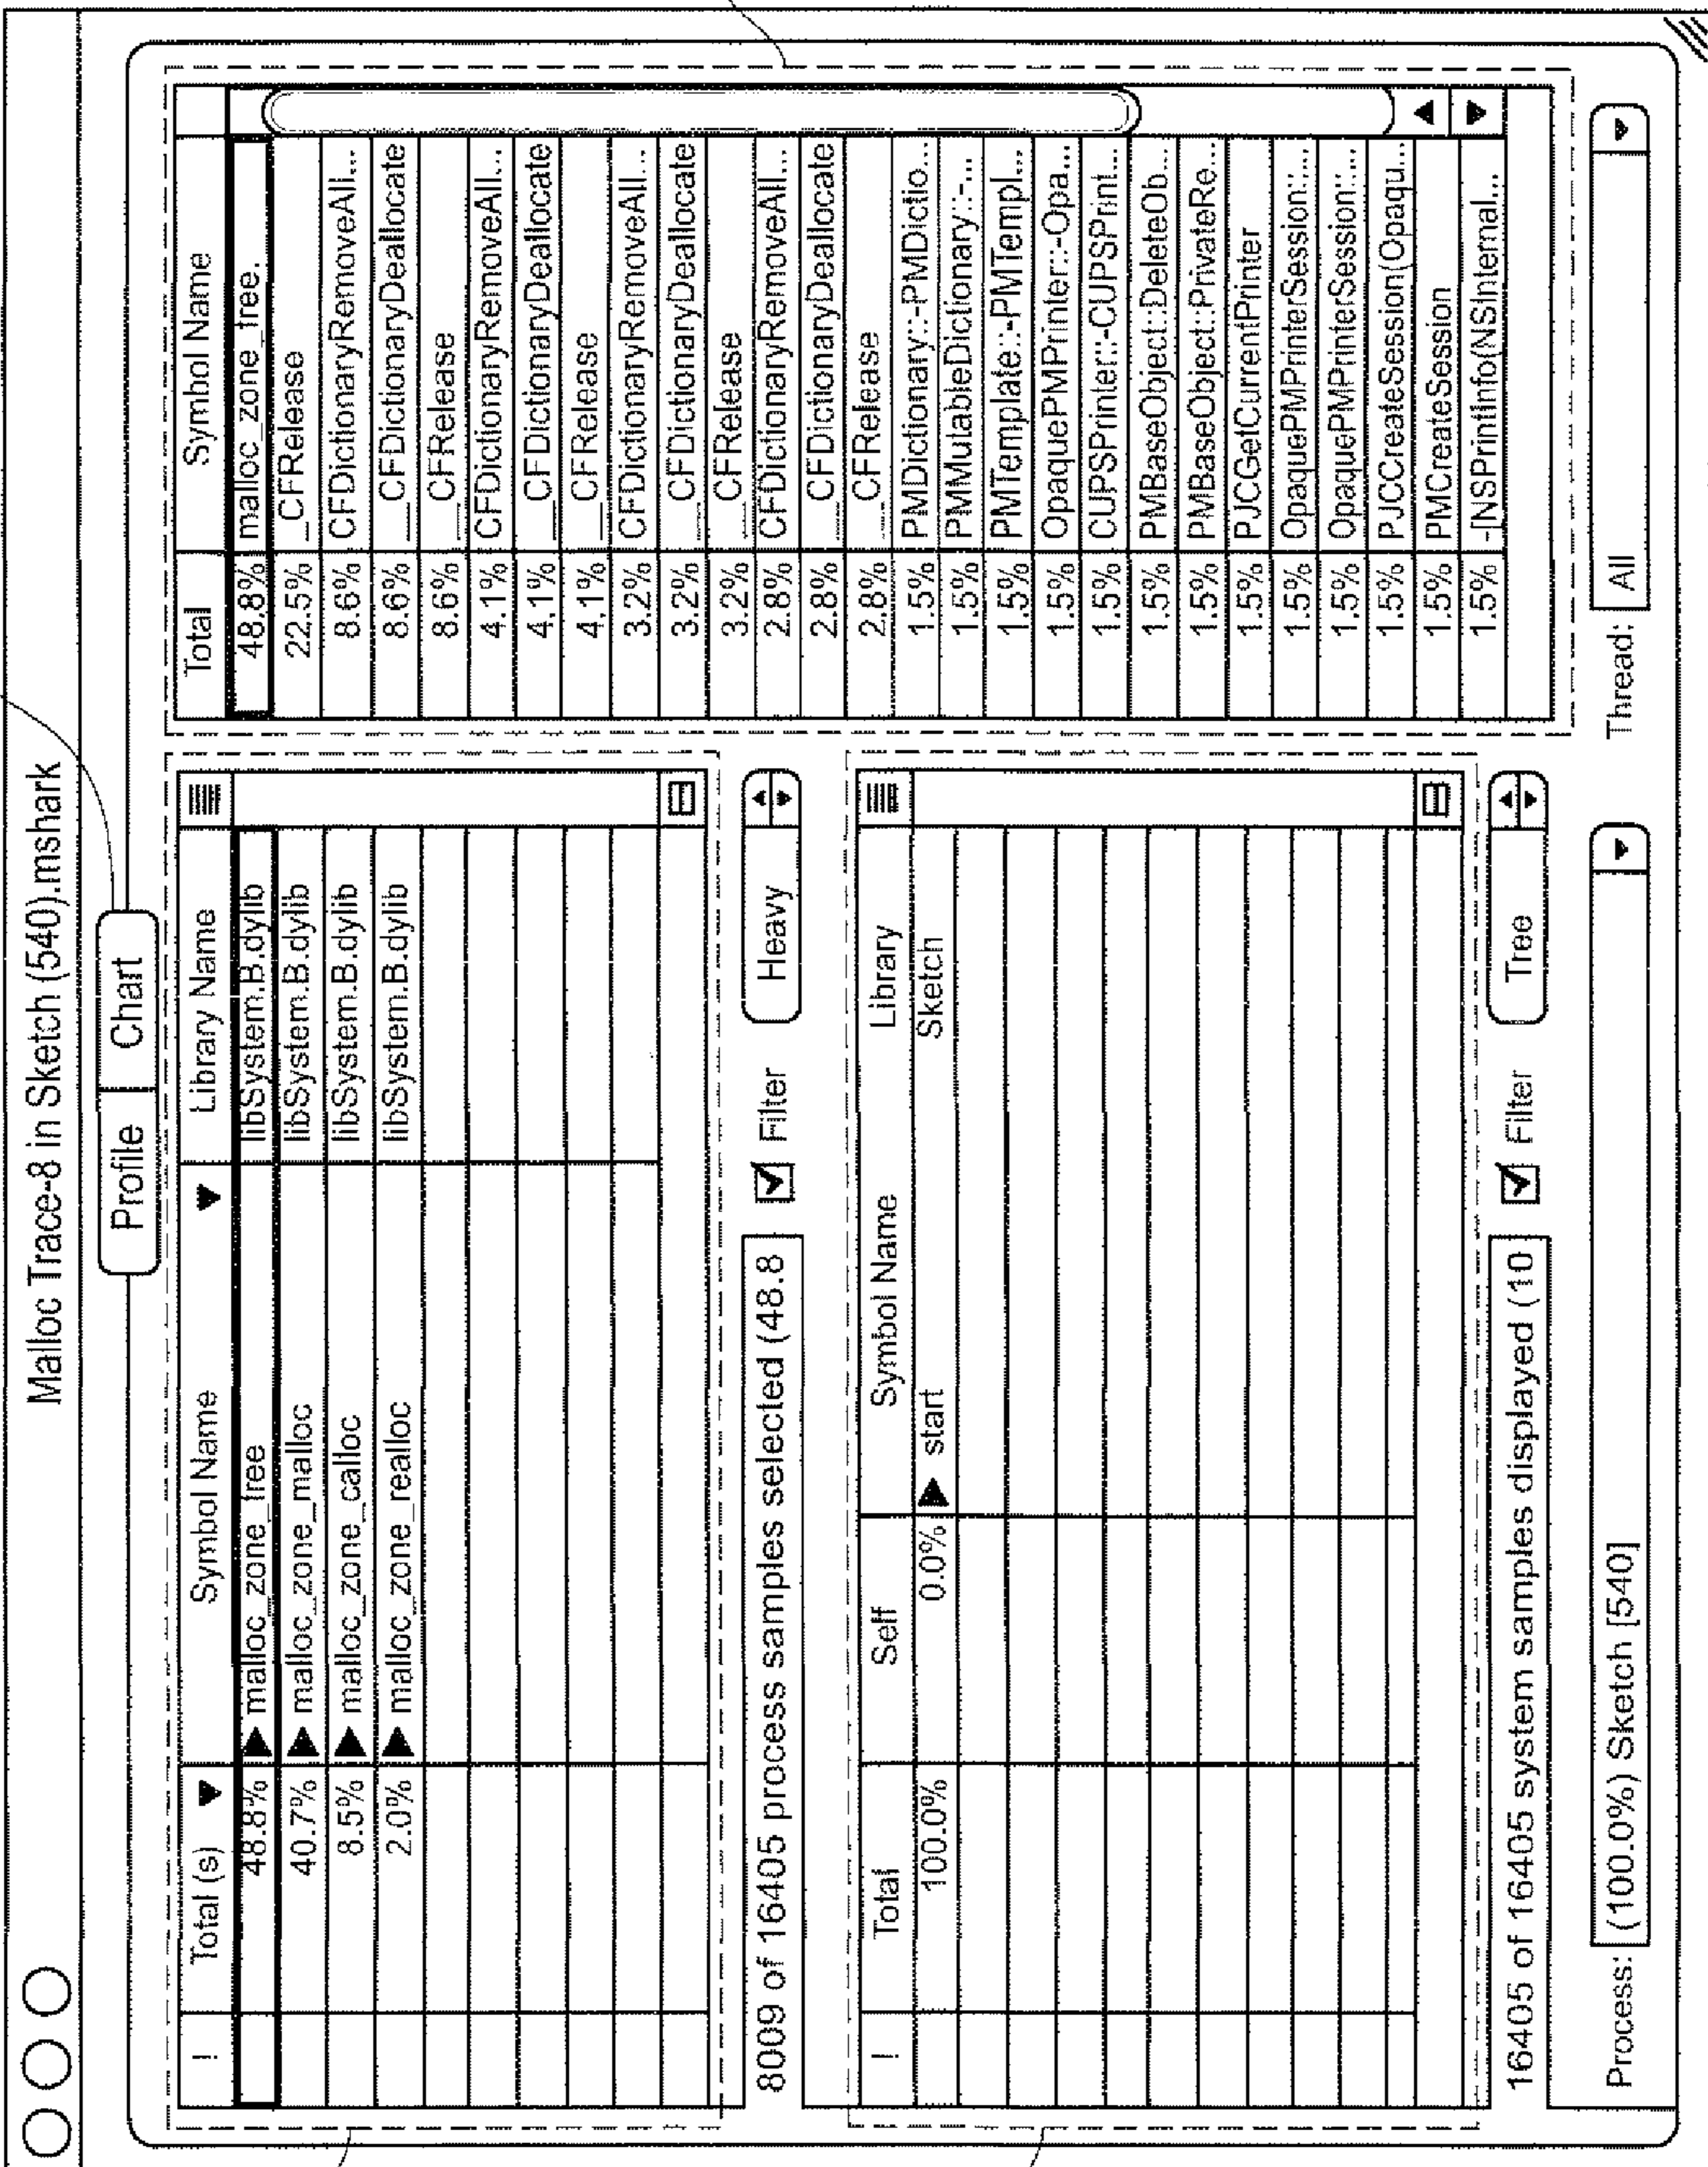 Malloc Trace-8 in Sketch (540).mshark
Profile Chart
! Total (s) Symbol Name Library Name
48.8% malloc_zone_free libSystem.B.dylib
40.7% malloc_zone_malloc libSystem.B.dylib
8.5% malloc_zone_calloc libSystem.B.dylib
2.0% malloc_zone_realloc libSystem.B.dylib
8009 of 16405 process samples selected (48.8 Filter Heavy
! Total Self Symbol Name Library
100.0% 0.0% start Sketch
16405 of 16405 system samples displayed (10 Filter Tree
Total Symbol Name
48.8% malloc_zone_free.
22.5% _CFRelease
8.6% CFDictionaryRemoveAll...
8.6% __CFDictionaryDeallocate
8.6% _CFRelease
4.1% CFDictionaryRemoveAll...
4.1% __CFDictionaryDeallocate
4.1% _CFRelease
3.2% CFDictionaryRemoveAll...
3.2% __CFDictionaryDeallocate
3.2% _CFRelease
2.8% CFDictionaryRemoveAll...
2.8% __CFDictionaryDeallocate
2.8% _CFRelease
1.5% PMDictionary::-PMDictio...
1.5% PMMutableDictionary::-...
1.5% PMTemplate::-PMTempl...
1.5% OpaquePMPrinter::-Opa...
1.5% CUPSPrinter::-CUPSPrint...
1.5% PMBaseObject::DeleteOb...
1.5% PMBaseObject::PrivateRe...
1.5% PJCGetCurrentPrinter
1.5% OpaquePMPrinterSession::...
1.5% OpaquePMPrinterSession::...
1.5% PJCCreateSession(Opaqu...
1.5% PMCreateSession
1.5% -[NSPrintInfo(NSInternal...
Process: (100.0%) Sketch [540] Thread: All